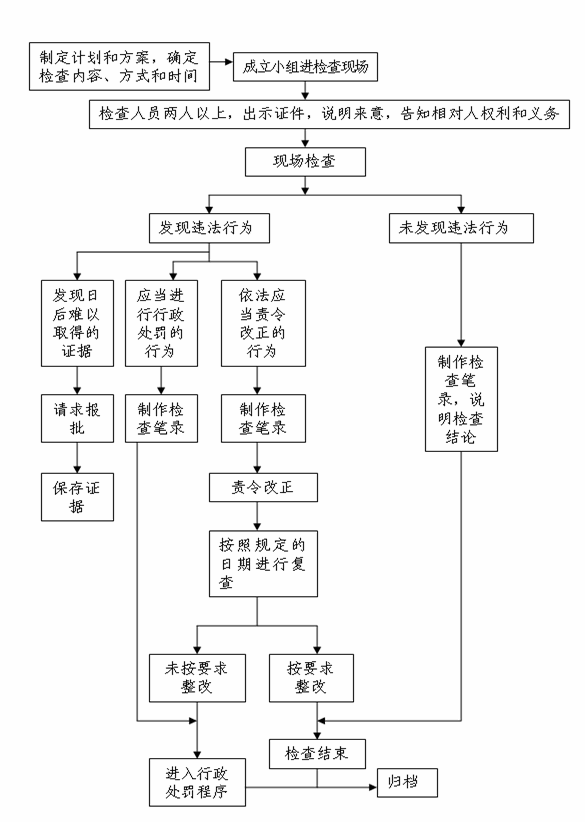 制定计划和方案，确定
检查内容、方式和时间
成立小组进检查现场
检查人员两人以上，出示证件，说明来意，告知相对人权利和义务
现场检查
发现违法行为
未发现违法行为
发现日
后难以
取得的
证据
应当进
行行政
处罚的
行为
依法应
当责令
改正的
行为
制作检
查笔
录，说
明检查
结论
请求报
批
制作检
查笔录
制作检
查笔录
保存证
据
责令改正
按照规定的
日期进行复
查
未按要求
整改
按要求
整改
检查结束
进入行政
处罚程序
归档